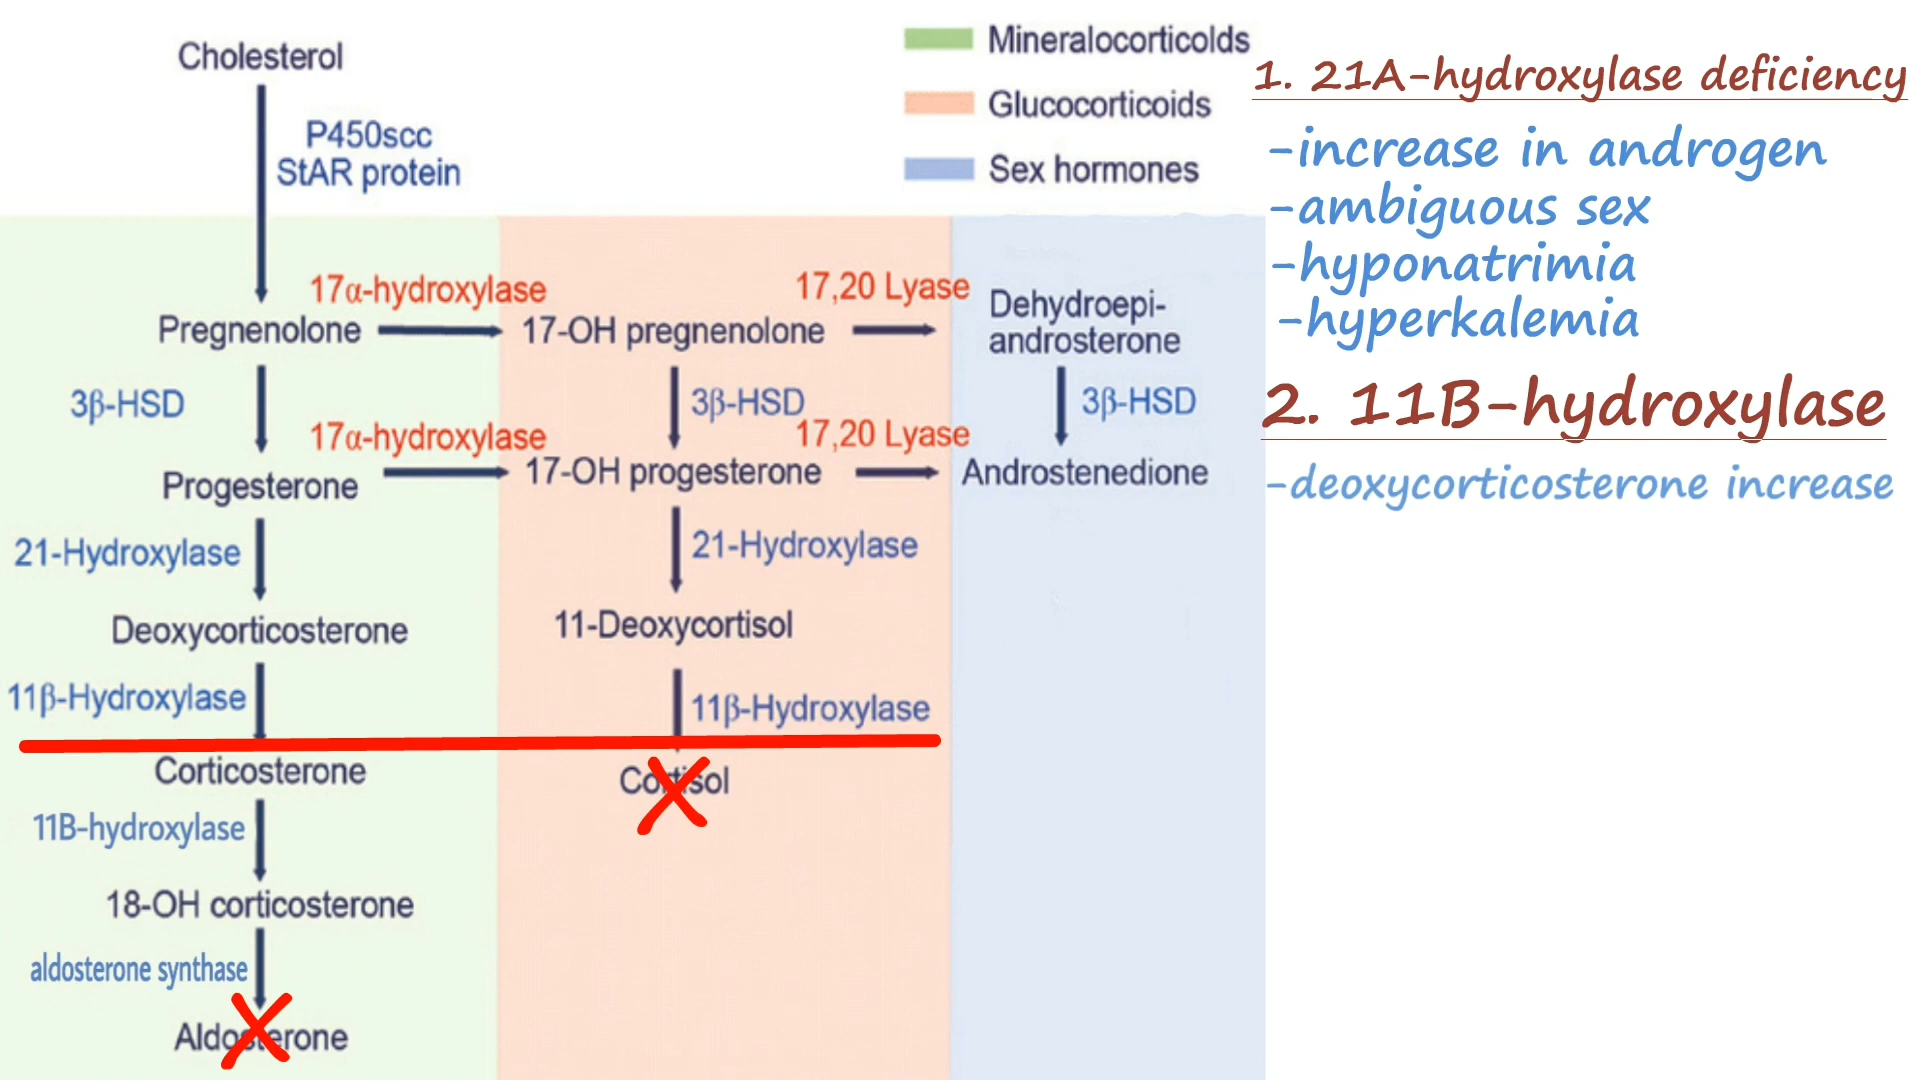 Cholesterol
P450scc
StAR protein
Mineralocorticolds
Glucocorticoids
Sex hormones
17α-hydroxylase
17,20 Lyase
Pregnenolone
17-OH pregnenolone
Dehydroepi-
androsterone
3β-HSD
3β-HSD
3β-HSD
17α-hydroxylase
17,20 Lyase
Progesterone
17-OH progesterone
Androstenedione
21-Hydroxylase
21-Hydroxylase
Deoxycorticosterone
11-Deoxycortisol
11β-Hydroxylase
11β-Hydroxylase
Corticosterone
Cortisol
11B-hydroxylase
18-OH corticosterone
aldosterone synthase
Aldosterone
1. 21A-hydroxylase deficiency
-increase in androgen
-ambiguous sex
-hyponatrimia
-hyperkalemia
2. 11B-hydroxylase
-deoxycorticosterone increase